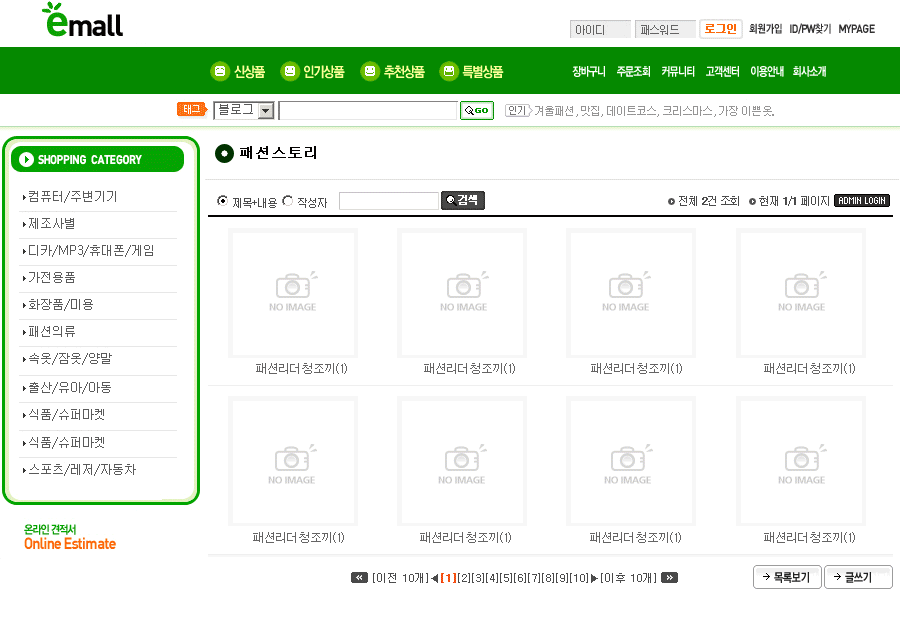 emall
아이디 패스워드 로그인 회원가입 ID/PW찾기 MYPAGE
신상품 인기상품 추천상품 특별상품 장바구니 주문조회 커뮤니티 고객센터 이용안내 회사소개
태그 블로그 GO 인기 겨울패션, 맛집, 데이트코스, 크리스마스, 가장 이쁜옷.
SHOPPING CATEGORY
컴퓨터/주변기기
제조사별
디카/MP3/휴대폰/게임
가전용품
화장품/미용
패션의류
속옷/잠옷/양말
출산/유아/아동
식품/슈퍼마켓
식품/슈퍼마켓
스포츠/레저/자동차
온라인 견적서
Online Estimate
패션스토리
제목+내용 작성자 검색 전체 2건 조회 현재 1/1 페이지 ADMIN LOGIN
NO IMAGE NO IMAGE NO IMAGE NO IMAGE
패션리더청조끼(1) 패션리더청조끼(1) 패션리더청조끼(1) 패션리더청조끼(1)
NO IMAGE NO IMAGE NO IMAGE NO IMAGE
패션리더청조끼(1) 패션리더청조끼(1) 패션리더청조끼(1) 패션리더청조끼(1)
[이전 10개]◀[1][2][3][4][5][6][7][8][9][10]▶[이후 10개] 목록보기 글쓰기